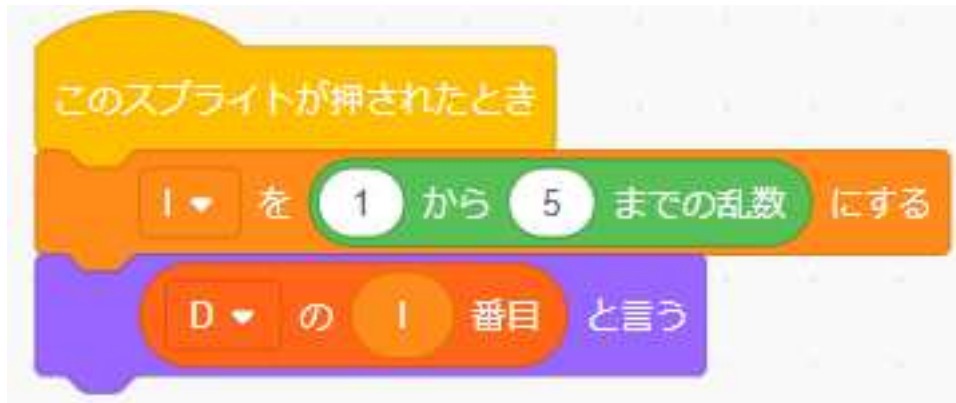 このスプライトが押されたとき
I を 1 から 5 までの乱数 にする
D の I 番目 と言う